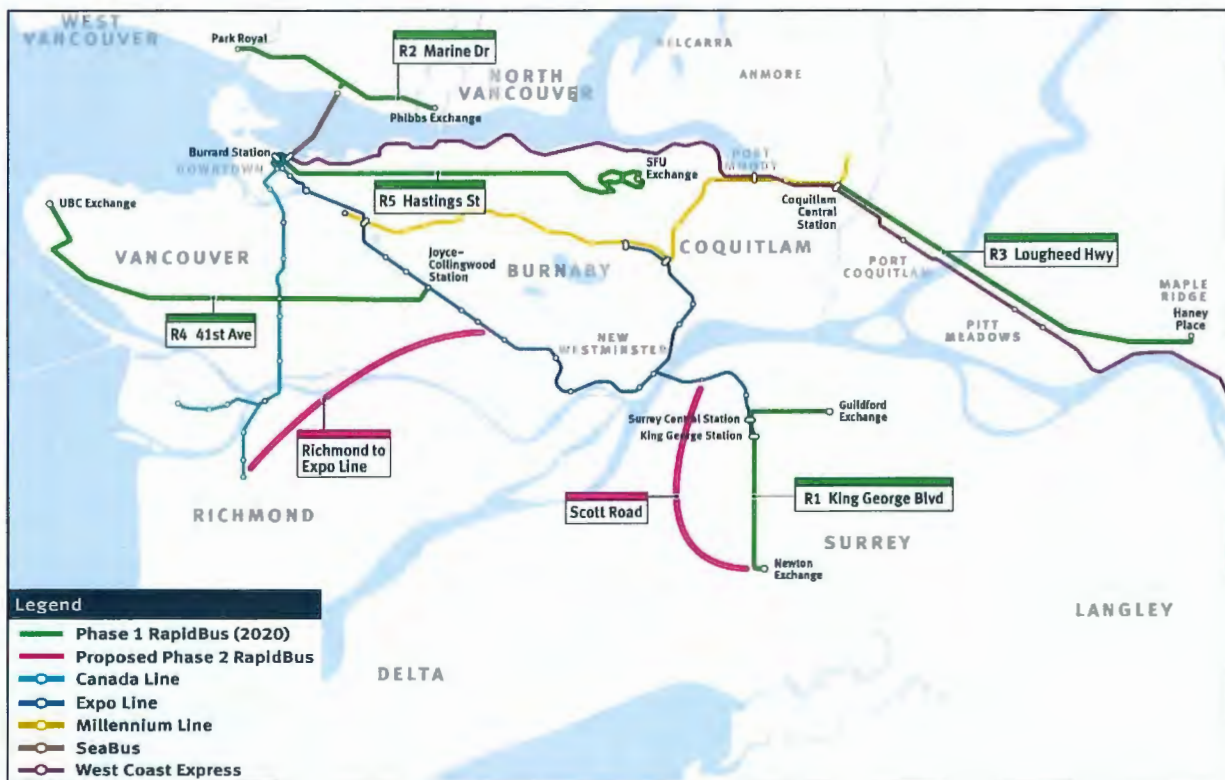 WEST
VANCOUVER
Park Royal
R2 Marine Dr
BELCARRA
ANMORE
NORTH
VANCOUVER
Phibbs Exchange
Burrard Station
DOWNTOWN
SFU
Exchange
PORT
MOODY
R5 Hastings St
UBC Exchange
Coquitlam
Central
Station
VANCOUVER
Joyce-
Collingwood
Station
BURNABY
COQUITLAM
R3 Lougheed Hwy
PORT
COQUITLAM
MAPLE
RIDGE
Haney
Place
R4 41st Ave
PITT
MEADOWS
NEW
WESTMINSTER
Guildford
Exchange
Surrey Central Station
King George Station
Richmond to
Expo Line
RICHMOND
Scott Road
R1 King George Blvd
SURREY
Newton
Exchange
LANGLEY
DELTA
Legend
Phase 1 RapidBus (2020)
Proposed Phase 2 RapidBus
Canada Line
Expo Line
Millennium Line
SeaBus
West Coast Express